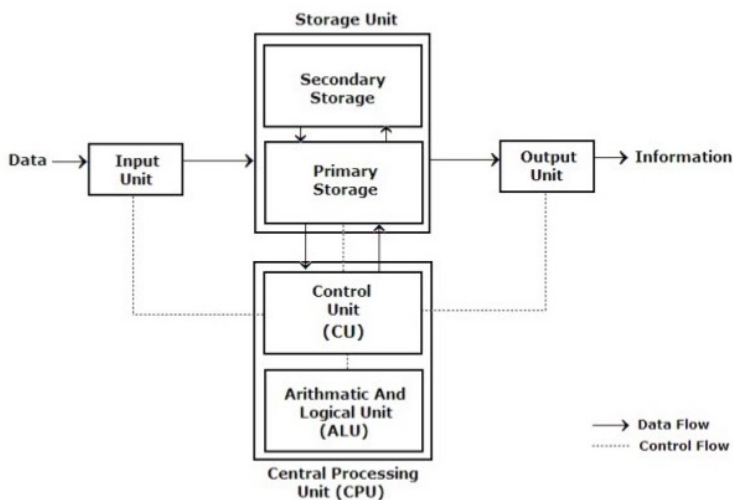 Storage Unit
Secondary
Storage
Data
Input
Unit
Primary
Storage
Output
Unit
Information
Control
Unit
(CU)
Arithmatic And
Logical Unit
(ALU)
Data Flow
Control Flow
Central Processing
Unit (CPU)